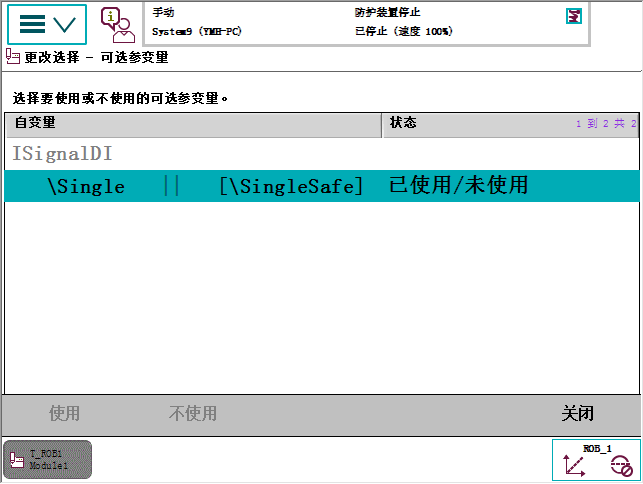 手动
防护装置停止
System9 (YMH-PC)
已停止 (速度 100%)
更改选择 - 可选参变量
选择要使用或不使用的可选参变量。
自变量
状态
1 到 2 共 2
ISignalDI
\Single || [\SingleSafe] 已使用/未使用
使用
不使用
关闭
T_ROB1
Module1
ROB_1